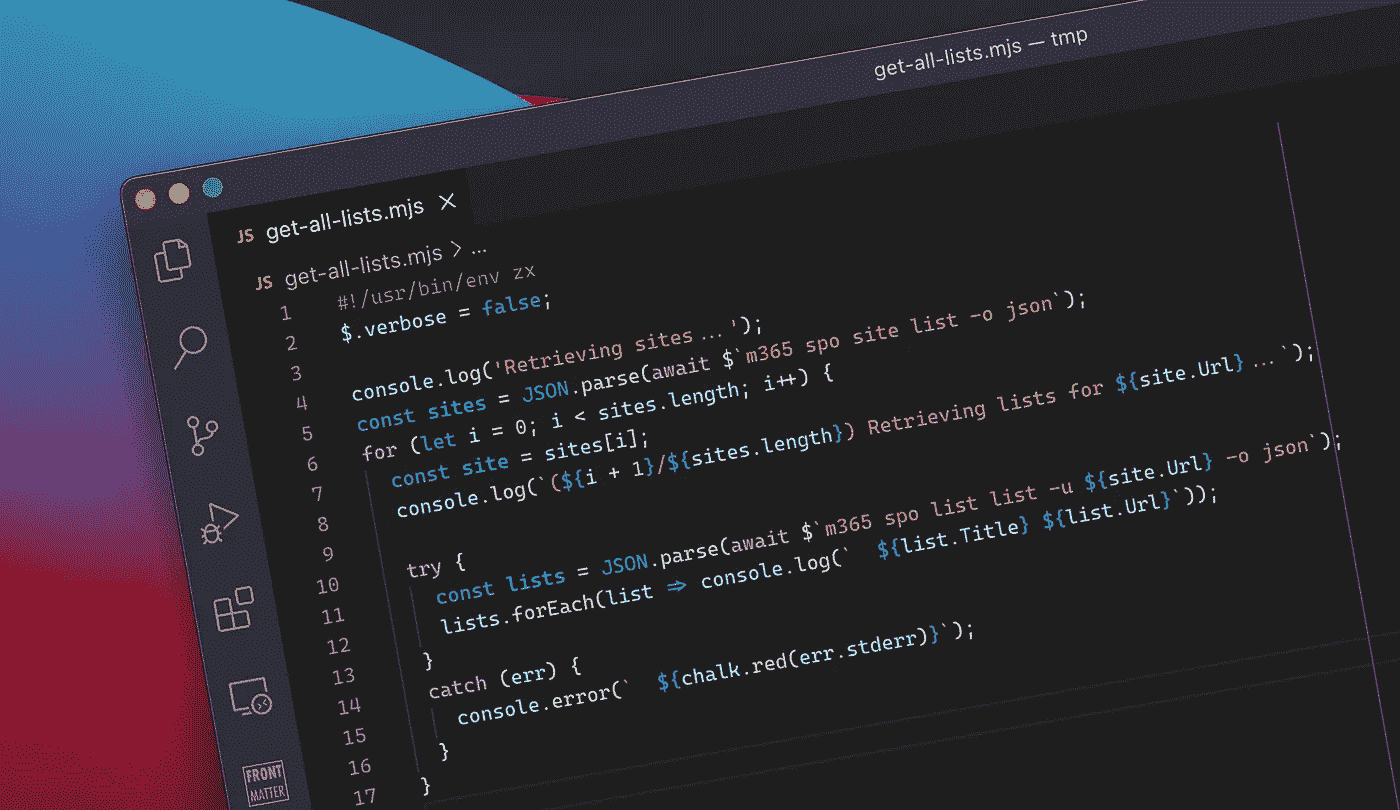 get-all-lists.mjs — tmp
JS get-all-lists.mjs ×
JS get-all-lists.mjs > ...
1 #!/usr/bin/env zx
2 $.verbose = false;
3
4 console.log('Retrieving sites...');
5 const sites = JSON.parse(await $`m365 spo site list -o json`);
6 for (let i = 0; i < sites.length; i++) {
7 const site = sites[i];
8 console.log(`(${i + 1}/${sites.length}) Retrieving lists for ${site.Url}...`);
9
10 try {
11 const lists = JSON.parse(await $`m365 spo list list -u ${site.Url} -o json`);
12 lists.forEach(list => console.log(`  ${list.Title} ${list.Url}`));
13 }
14 catch (err) {
15 console.error(`  ${chalk.red(err.stderr)}`);
16 }
17 }
FRONT
MATTER